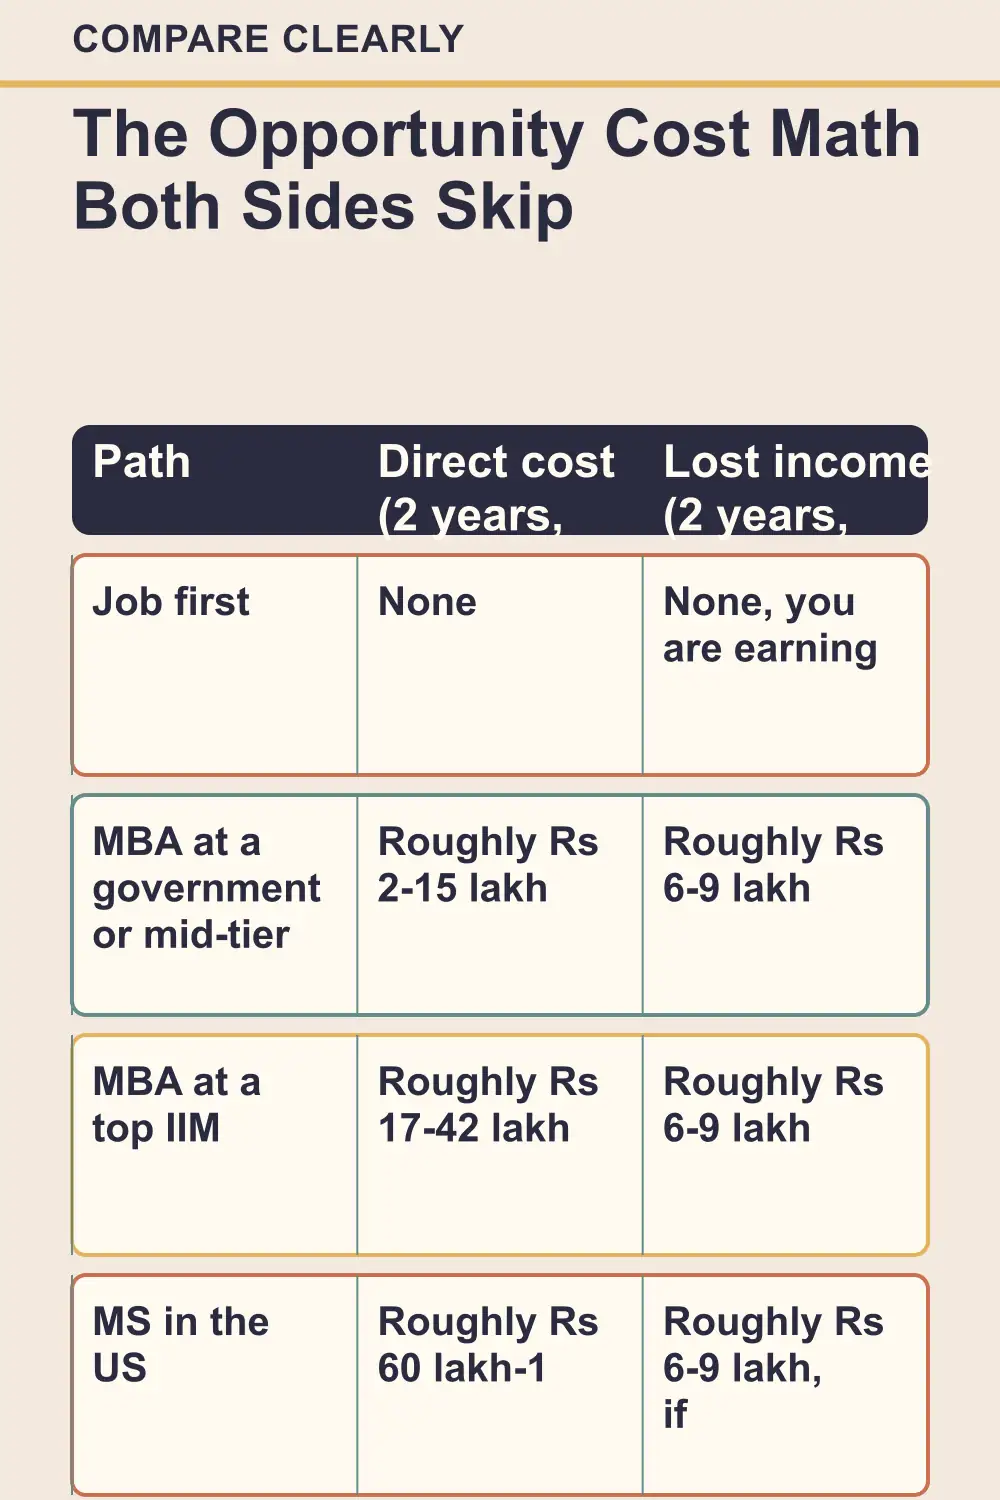 COMPARE CLEARLY
The Opportunity Cost Math
Both Sides Skip
Path
Direct cost
(2 years,
Lost income
(2 years,
Job first
None
None, you
are earning
MBA at a
government
or mid-tier
Roughly Rs
2-15 lakh
Roughly Rs
6-9 lakh
MBA at a
top IIM
Roughly Rs
17-42 lakh
Roughly Rs
6-9 lakh
MS in the
US
Roughly Rs
60 lakh-1
Roughly Rs
6-9 lakh,
if